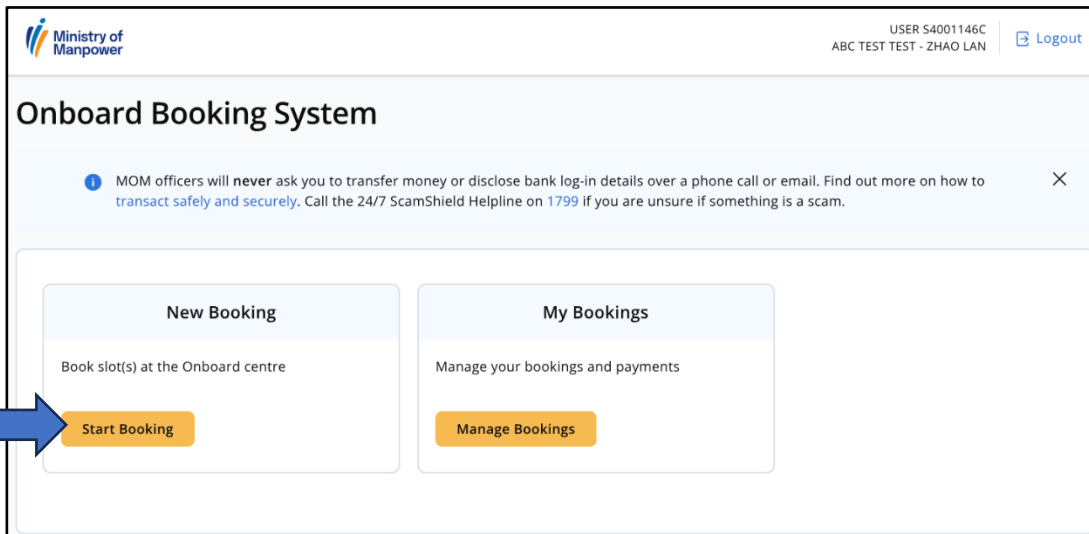 Ministry of
Manpower
USER S4001146C
ABC TEST TEST - ZHAO LAN
Logout
Onboard Booking System
MOM officers will never ask you to transfer money or disclose bank log-in details over a phone call or email. Find out more on how to
transact safely and securely. Call the 24/7 ScamShield Helpline on 1799 if you are unsure if something is a scam.
New Booking
Book slot(s) at the Onboard centre
Start Booking
My Bookings
Manage your bookings and payments
Manage Bookings